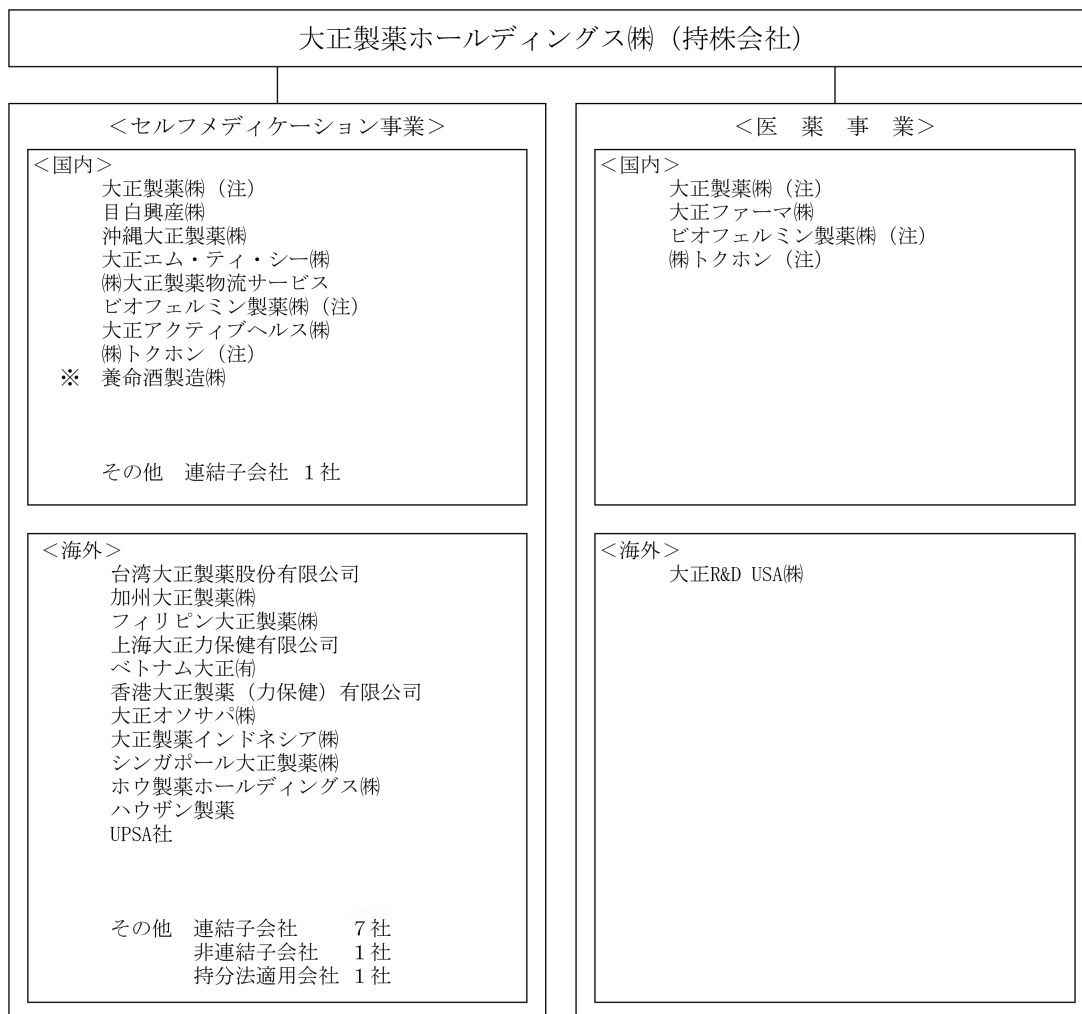 大正製薬ホールディングス㈱（持株会社）
＜セルフメディケーション事業＞
＜国内＞
大正製薬㈱（注）
目白興産㈱
沖縄大正製薬㈱
大正エム・ティ・シー㈱
㈱大正製薬物流サービス
ビオフェルミン製薬㈱（注）
大正アクティブヘルス㈱
㈱トクホン（注）
※　養命酒製造㈱
その他　連結子会社　１社
＜海外＞
台湾大正製薬股份有限公司
加州大正製薬㈱
フィリピン大正製薬㈱
上海大正力保健有限公司
ベトナム大正㈲
香港大正製薬（力保健）有限公司
大正オソサパ㈱
大正製薬インドネシア㈱
シンガポール大正製薬㈱
ホウ製薬ホールディングス㈱
ハウザン製薬
UPSA社
その他　連結子会社　７社
非連結子会社　１社
持分法適用会社　１社
＜医　薬　事　業＞
＜国内＞
大正製薬㈱（注）
大正ファーマ㈱
ビオフェルミン製薬㈱（注）
㈱トクホン（注）
＜海外＞
大正R&D USA㈱